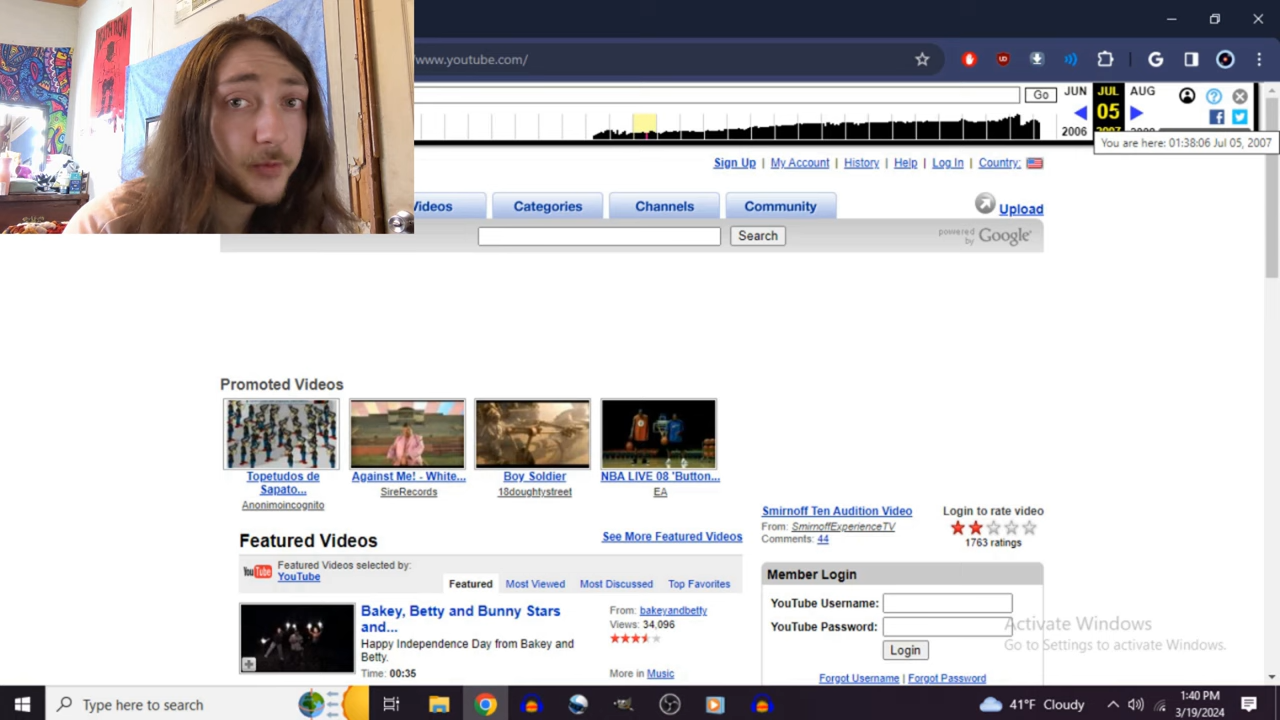 www.youtube.com/
Go
JUN
JUL
AUG
05
2006
2007
You are here: 01:38:06 Jul 05, 2007
Sign Up | My Account | History | Help | Log In | Country:
Videos
Categories
Channels
Community
Upload
Search
powered by Google
Promoted Videos
Topetudos de
Sapato...
Anonimoincognito
Against Me! - White...
SireRecords
Boy Soldier
18doughtystreet
NBA LIVE 08 'Button...
EA
Smirnoff Ten Audition Video
From: SmirnoffExperienceTV
Comments: 44
Login to rate video
1763 ratings
Featured Videos
See More Featured Videos
YouTube
Featured Videos selected by:
YouTube
Featured
Most Viewed
Most Discussed
Top Favorites
Bakey, Betty and Bunny Stars
and...
Happy Independence Day from Bakey and
Betty.
Time: 00:35
From: bakeyandbetty
Views: 34,096
More in Music
Member Login
YouTube Username:
YouTube Password:
Login
Forgot Username | Forgot Password
Activate Windows
Go to Settings to activate Windows.
Type here to search
41°F Cloudy
1:40 PM
3/19/2024